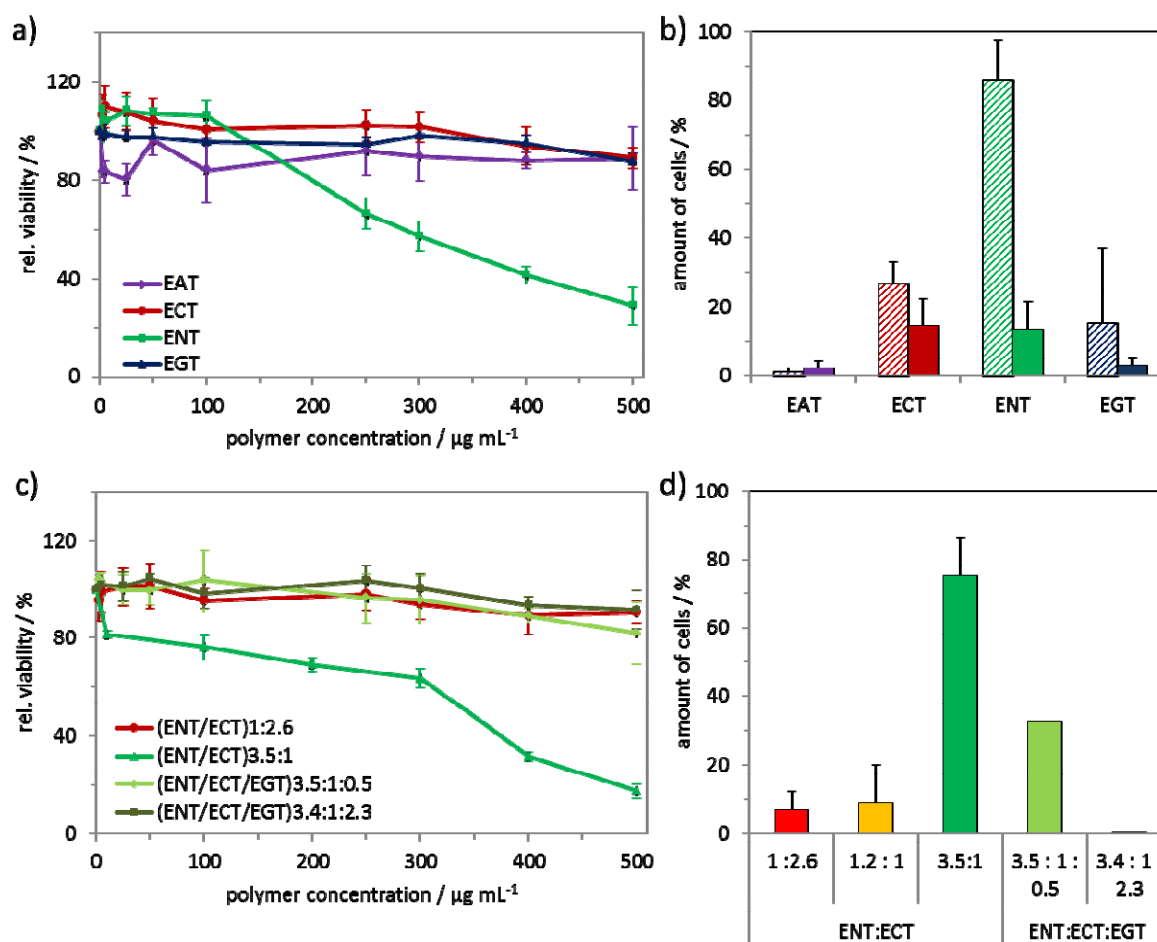 a)
rel. viability / %
120
80
40
0
EAT
ECT
ENT
EGT
0
100
200
300
400
500
polymer concentration / µg mL-1
b)
amount of cells / %
100
80
60
40
20
0
EAT
ECT
ENT
EGT
c)
rel. viability / %
120
80
40
0
(ENT/ECT)1:2.6
(ENT/ECT)3.5:1
(ENT/ECT/EGT)3.5:1:0.5
(ENT/ECT/EGT)3.4:1:2.3
0
100
200
300
400
500
polymer concentration / µg mL-1
d)
amount of cells / %
100
80
60
40
20
0
1 :2.6
1.2 : 1
3.5:1
3.5 : 1 :
0.5
3.4 : 1
2.3
ENT:ECT
ENT:ECT:EGT